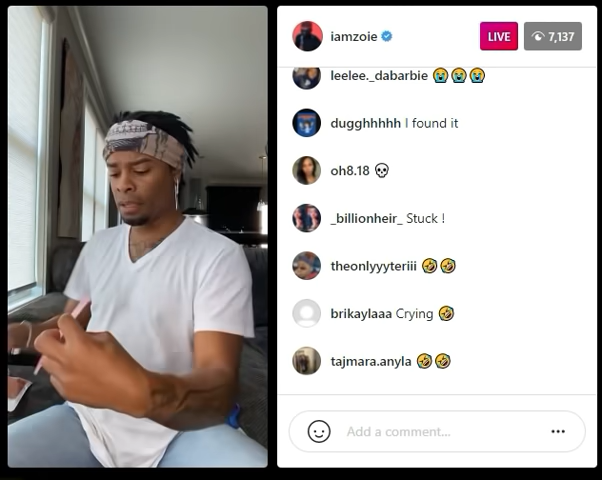 iamzoie
LIVE
7,137
leelee._dabarbie 😭😭😭
dugghhhhh I found it
oh8.18 💀
_billionheir_ Stuck !
theonlyyyteriii 🤣🤣
brikaylaaa Crying 🤣
tajmara.anyla 🤣🤣
Add a comment...